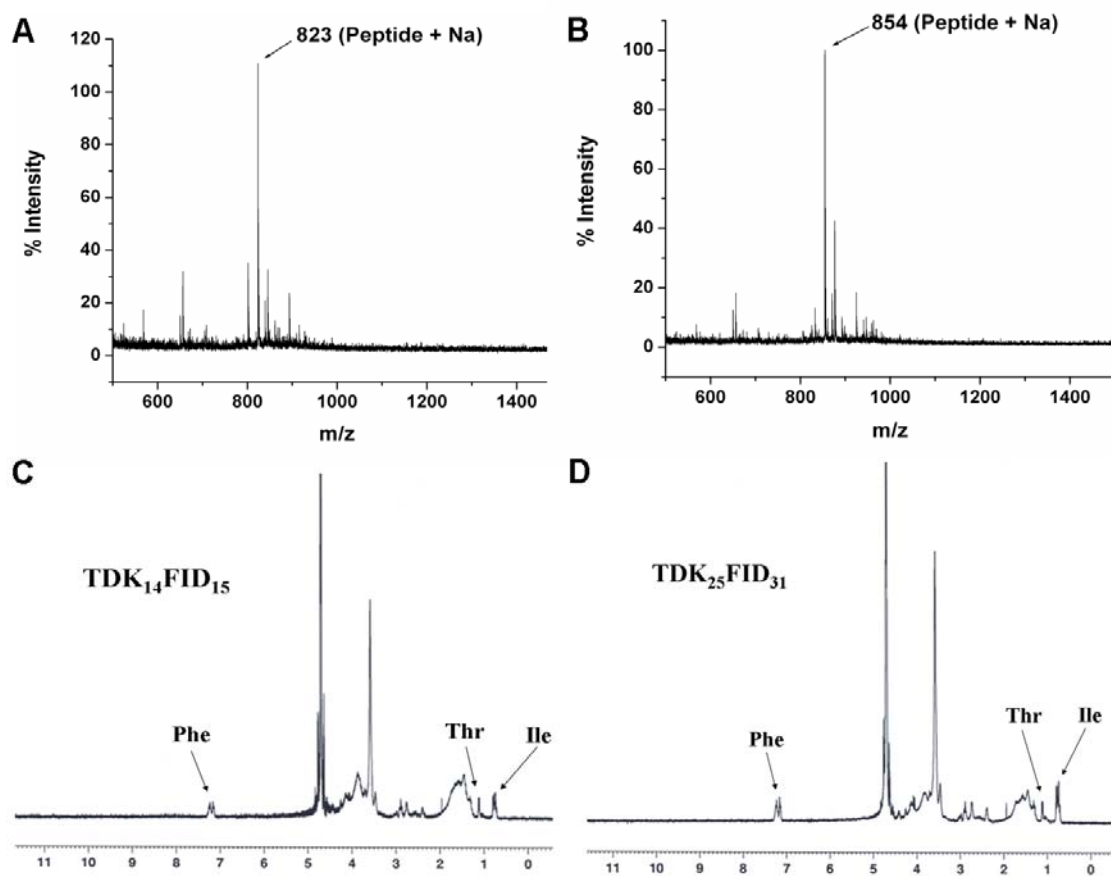 A
823 (Peptide + Na)
120
100
80
60
40
20
0
% Intensity
600 800 1000 1200 1400
m/z
B
854 (Peptide + Na)
100
80
60
40
20
0
% Intensity
600 800 1000 1200 1400
m/z
C
TDK₁₄FID₁₅
Phe
Thr
Ile
11 10 9 8 7 6 5 4 3 2 1 0
D
TDK₂₅FID₃₁
Phe
Thr
Ile
11 10 9 8 7 6 5 4 3 2 1 0